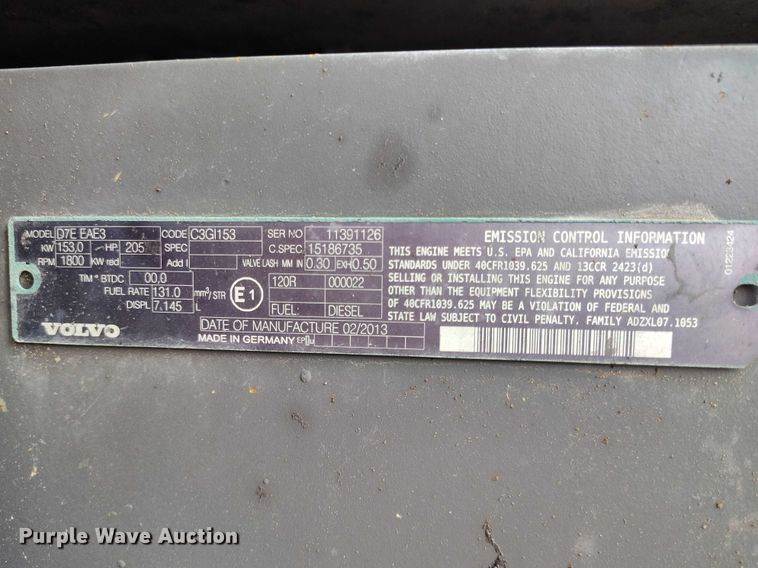 MODEL D7E EAE3 CODE C3GI153 SER NO 11391126
KW 153,0 HP 205 SPEC C.SPEC 15186735
RPM 1800 KW red Add I VALVE LASH MM IN 0.30 EXH 0.50
TIM ° BTDC 00.0
FUEL RATE 131.0 mm³/STR
DISPL 7.145 L
E1
120R 000022
FUEL: DIESEL
VOLVO
DATE OF MANUFACTURE 02/2013
MADE IN GERMANY
EMISSION CONTROL INFORMATION
THIS ENGINE MEETS U.S. EPA AND CALIFORNIA EMISSION
STANDARDS UNDER 40CFR1039.625 AND 13CCR 2423(d)
SELLING OR INSTALLING THIS ENGINE FOR ANY PURPOSE
OTHER THAN THE EQUIPMENT FLEXIBILITY PROVISIONS
OF 40CFR1039.625 MAY BE A VIOLATION OF FEDERAL AND
STATE LAW SUBJECT TO CIVIL PENALTY. FAMILY ADZXL07.1053
Purple Wave Auction